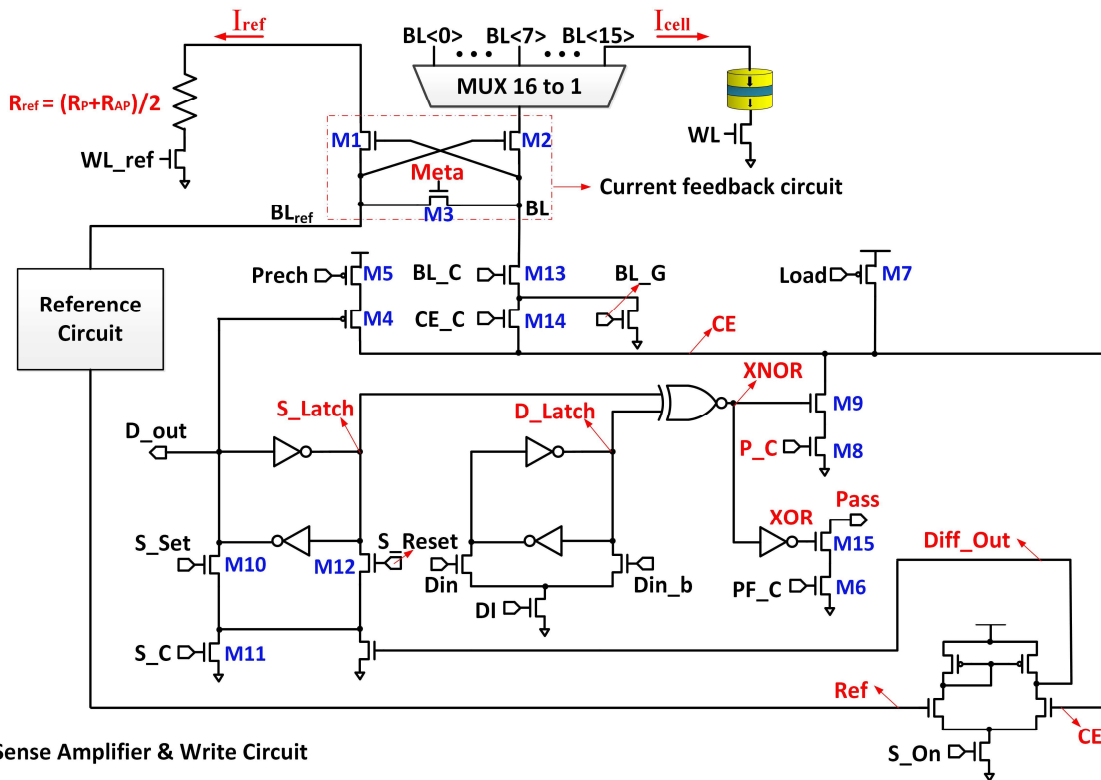 Iref
BL<0>
BL<7>
BL<15>
Icell
MUX 16 to 1
Rref = (RP+RAP)/2
WL_ref
M1
M2
WL
Meta
Current feedback circuit
M3
BLref
BL
Prech
M5
BL_C
M13
BL_G
Load
M7
Reference
Circuit
M4
CE_C
M14
CE
XNOR
S_Latch
D_Latch
M9
D_out
P_C
M8
Pass
XOR
S_Set
M10
M12
S_Reset
Din
Din_b
M15
Diff_Out
DI
PF_C
M6
S_C
M11
Ref
CE
S_On
Sense Amplifier & Write Circuit